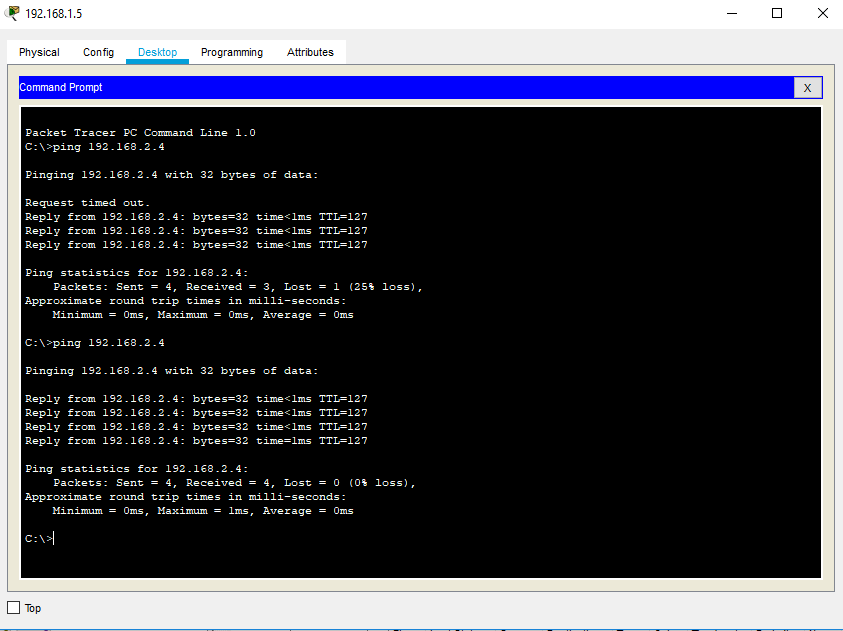 192.168.1.5
Physical Config Desktop Programming Attributes
Command Prompt X
Packet Tracer PC Command Line 1.0
C:\>ping 192.168.2.4
Pinging 192.168.2.4 with 32 bytes of data:
Request timed out.
Reply from 192.168.2.4: bytes=32 time<1ms TTL=127
Reply from 192.168.2.4: bytes=32 time<1ms TTL=127
Reply from 192.168.2.4: bytes=32 time<1ms TTL=127
Ping statistics for 192.168.2.4:
Packets: Sent = 4, Received = 3, Lost = 1 (25% loss),
Approximate round trip times in milli-seconds:
Minimum = 0ms, Maximum = 0ms, Average = 0ms
C:\>ping 192.168.2.4
Pinging 192.168.2.4 with 32 bytes of data:
Reply from 192.168.2.4: bytes=32 time<1ms TTL=127
Reply from 192.168.2.4: bytes=32 time<1ms TTL=127
Reply from 192.168.2.4: bytes=32 time<1ms TTL=127
Reply from 192.168.2.4: bytes=32 time=1ms TTL=127
Ping statistics for 192.168.2.4:
Packets: Sent = 4, Received = 4, Lost = 0 (0% loss),
Approximate round trip times in milli-seconds:
Minimum = 0ms, Maximum = 1ms, Average = 0ms
C:\>
Top